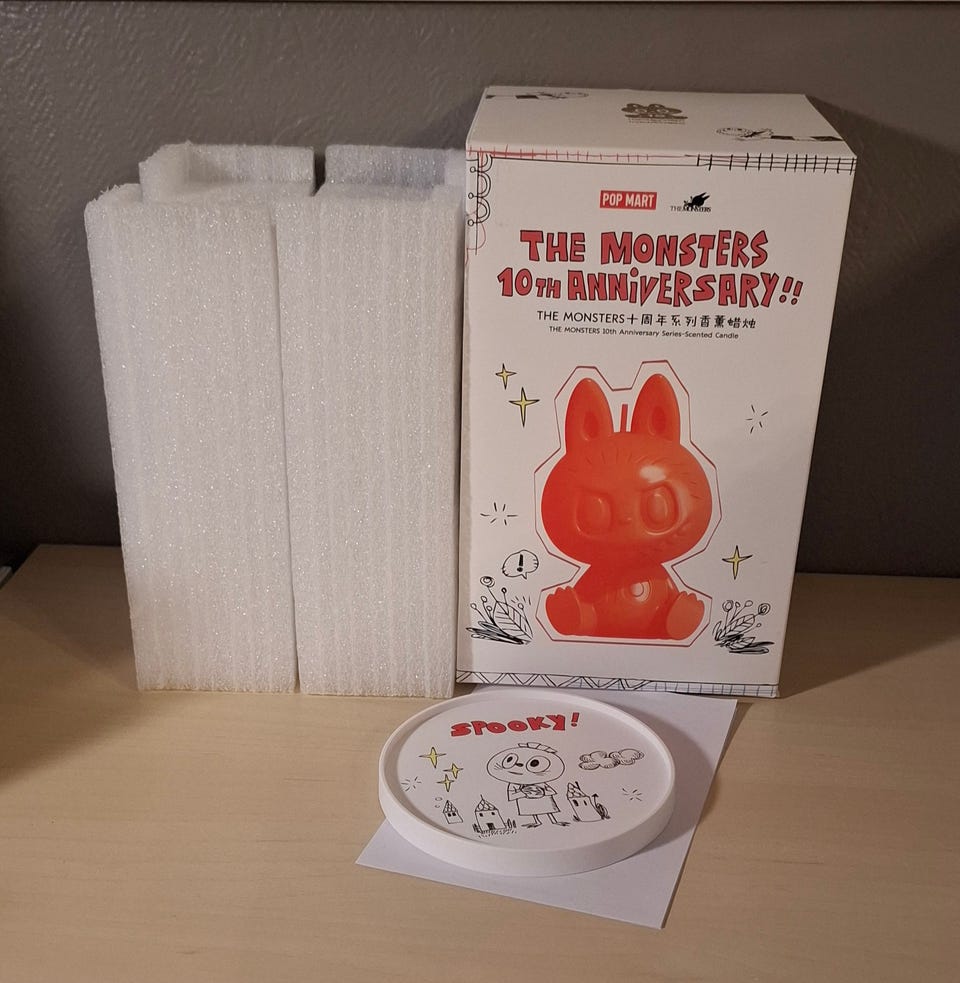 POP MART
THE MONSTERS
THE MONSTERS
10TH ANNiVERSARY!!
THE MONSTERS十周年系列香薰蜡烛
THE MONSTERS 10th Anniversary Series-Scented Candle
!
SPOOKY!